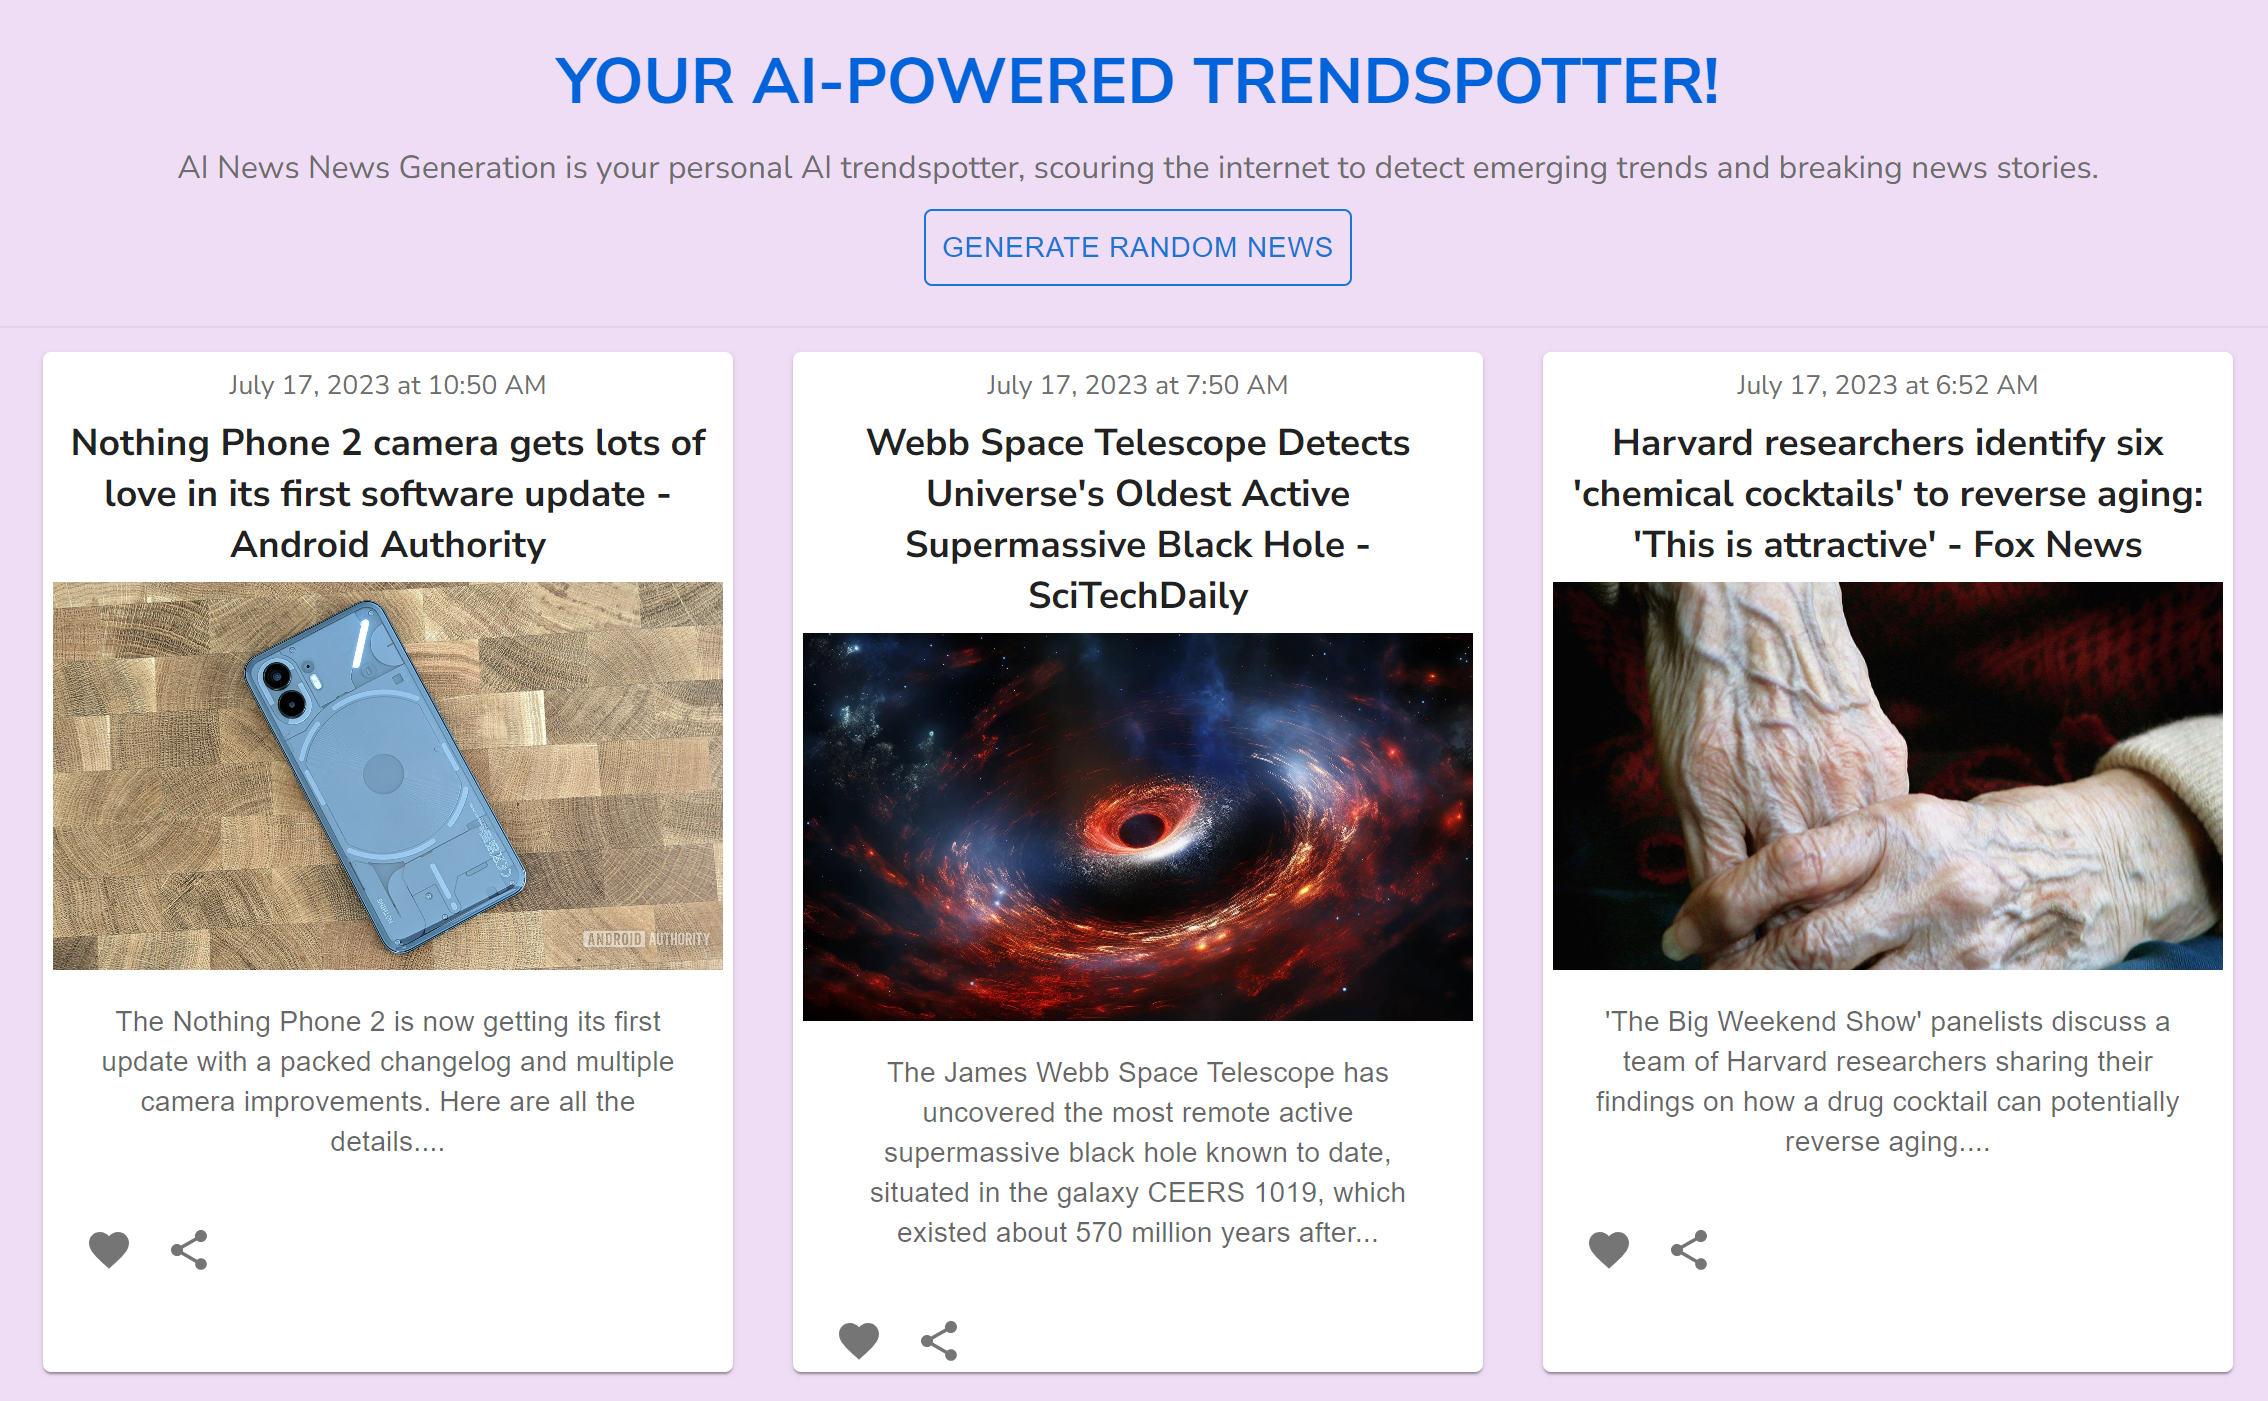 YOUR AI-POWERED TRENDSPOTTER!
AI News News Generation is your personal AI trendspotter, scouring the internet to detect emerging trends and breaking news stories.
GENERATE RANDOM NEWS
July 17, 2023 at 10:50 AM
Nothing Phone 2 camera gets lots of
love in its first software update -
Android Authority
ANDROID AUTHORITY
The Nothing Phone 2 is now getting its first
update with a packed changelog and multiple
camera improvements. Here are all the
details....
July 17, 2023 at 7:50 AM
Webb Space Telescope Detects
Universe's Oldest Active
Supermassive Black Hole -
SciTechDaily
The James Webb Space Telescope has
uncovered the most remote active
supermassive black hole known to date,
situated in the galaxy CEERS 1019, which
existed about 570 million years after...
July 17, 2023 at 6:52 AM
Harvard researchers identify six
'chemical cocktails' to reverse aging:
'This is attractive' - Fox News
'The Big Weekend Show' panelists discuss a
team of Harvard researchers sharing their
findings on how a drug cocktail can potentially
reverse aging....